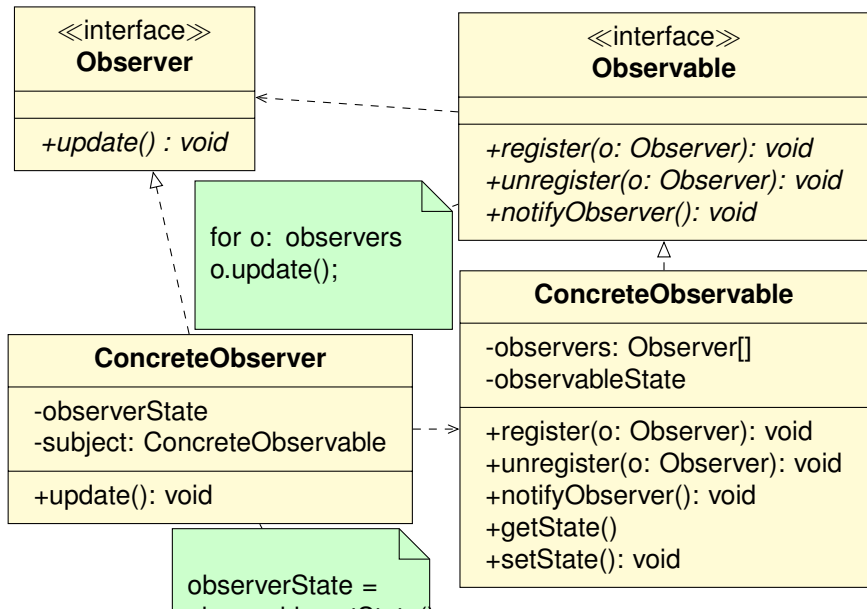 ≪interface≫
Observer
+update() : void
≪interface≫
Observable
+register(o: Observer): void
+unregister(o: Observer): void
+notifyObserver(): void
for o: observers
o.update();
ConcreteObserver
-observerState
-subject: ConcreteObservable
+update(): void
ConcreteObservable
-observers: Observer[]
-observableState
+register(o: Observer): void
+unregister(o: Observer): void
+notifyObserver(): void
+getState()
+setState(): void
observerState =